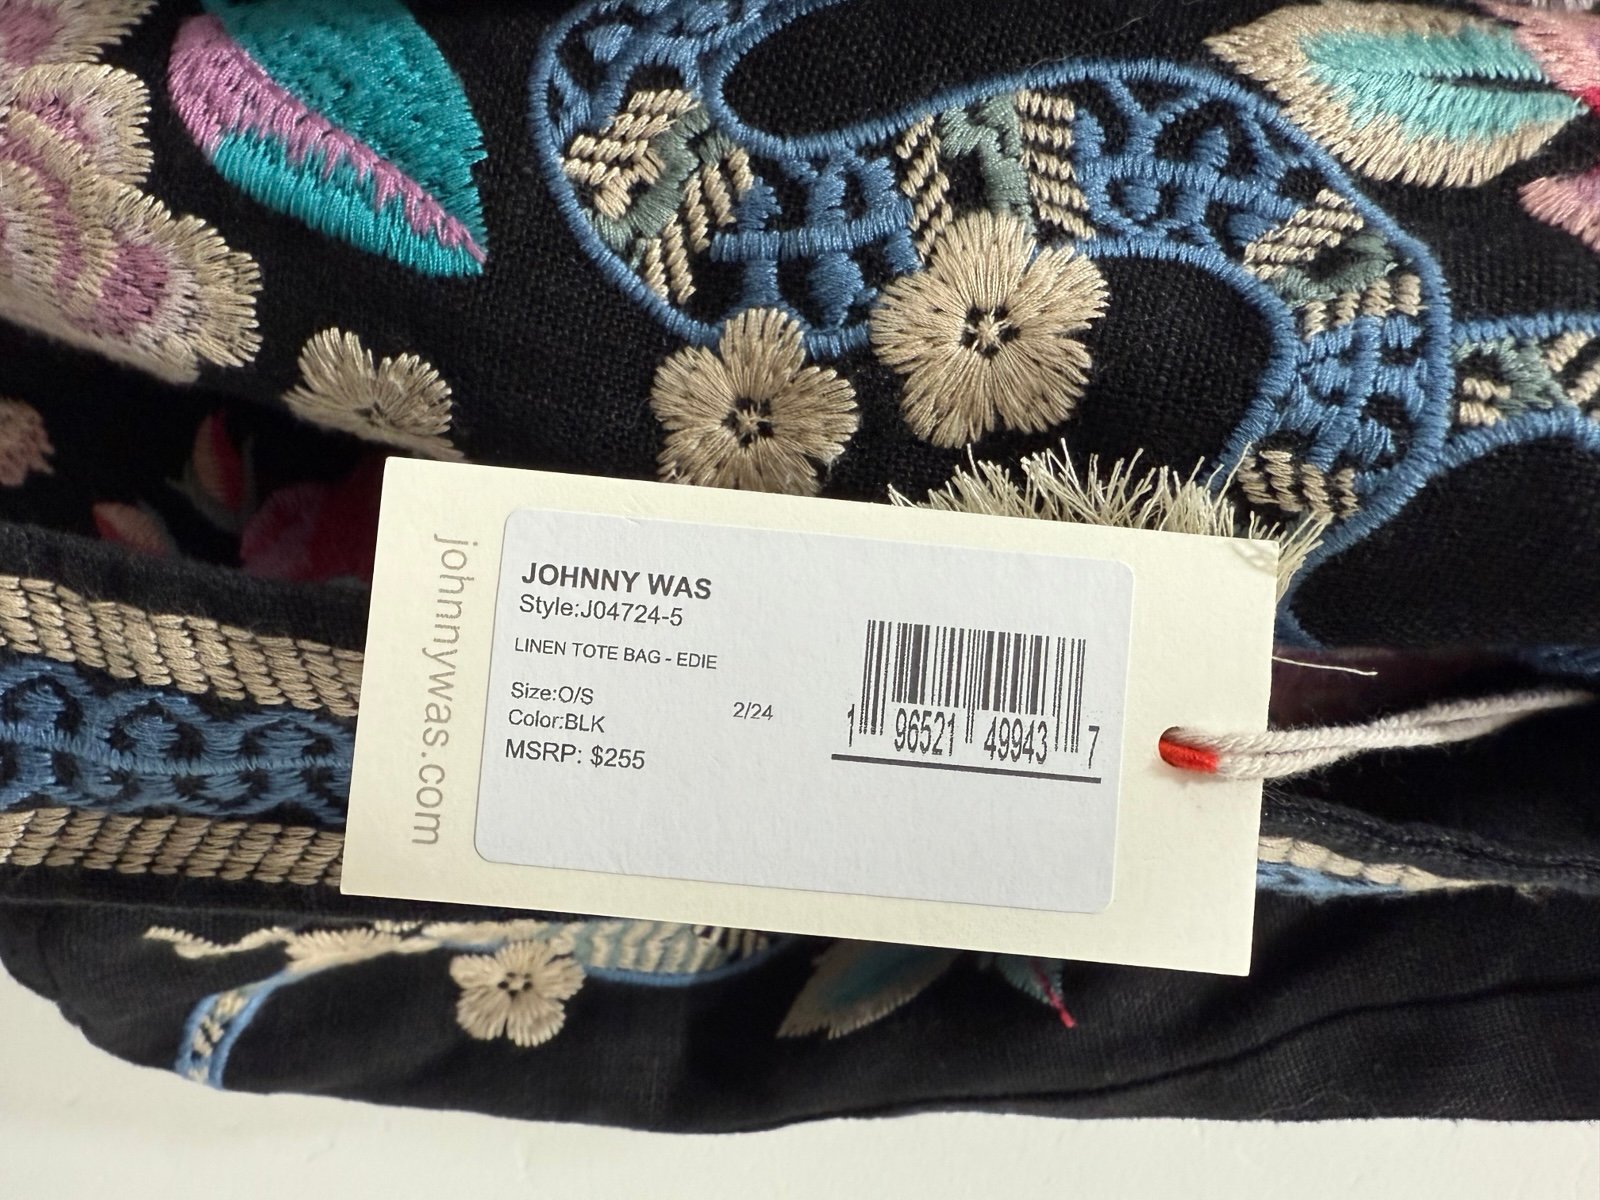 johnnywas.com
JOHNNY WAS
Style:J04724-5
LINEN TOTE BAG - EDIE
Size:O/S
2/24
Color:BLK
MSRP: $255
1 96521 49943 7